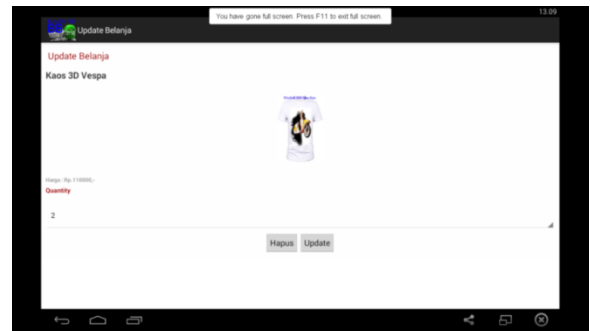 You have gone full screen. Press F11 to exit full screen.
13.09
Update Belanja
Update Belanja
Kaos 3D Vespa
Harga : Rp. 110000,-
Quantity
2
Hapus
Update